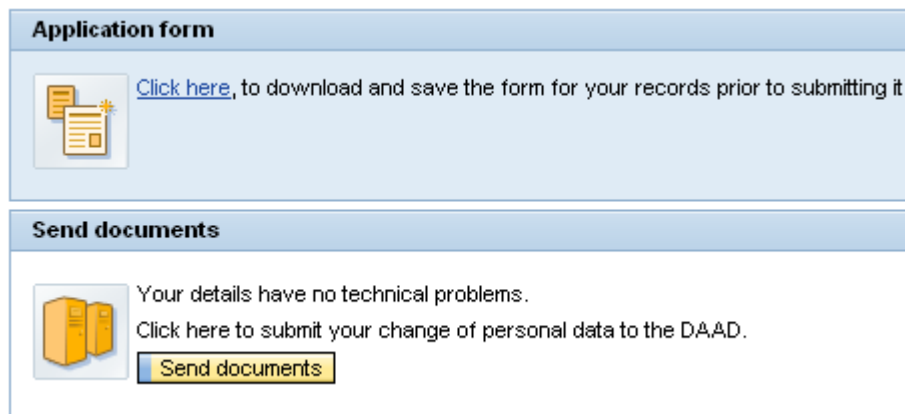 Application form
Click here, to download and save the form for your records prior to submitting it
Send documents
Your details have no technical problems.
Click here to submit your change of personal data to the DAAD.
Send documents